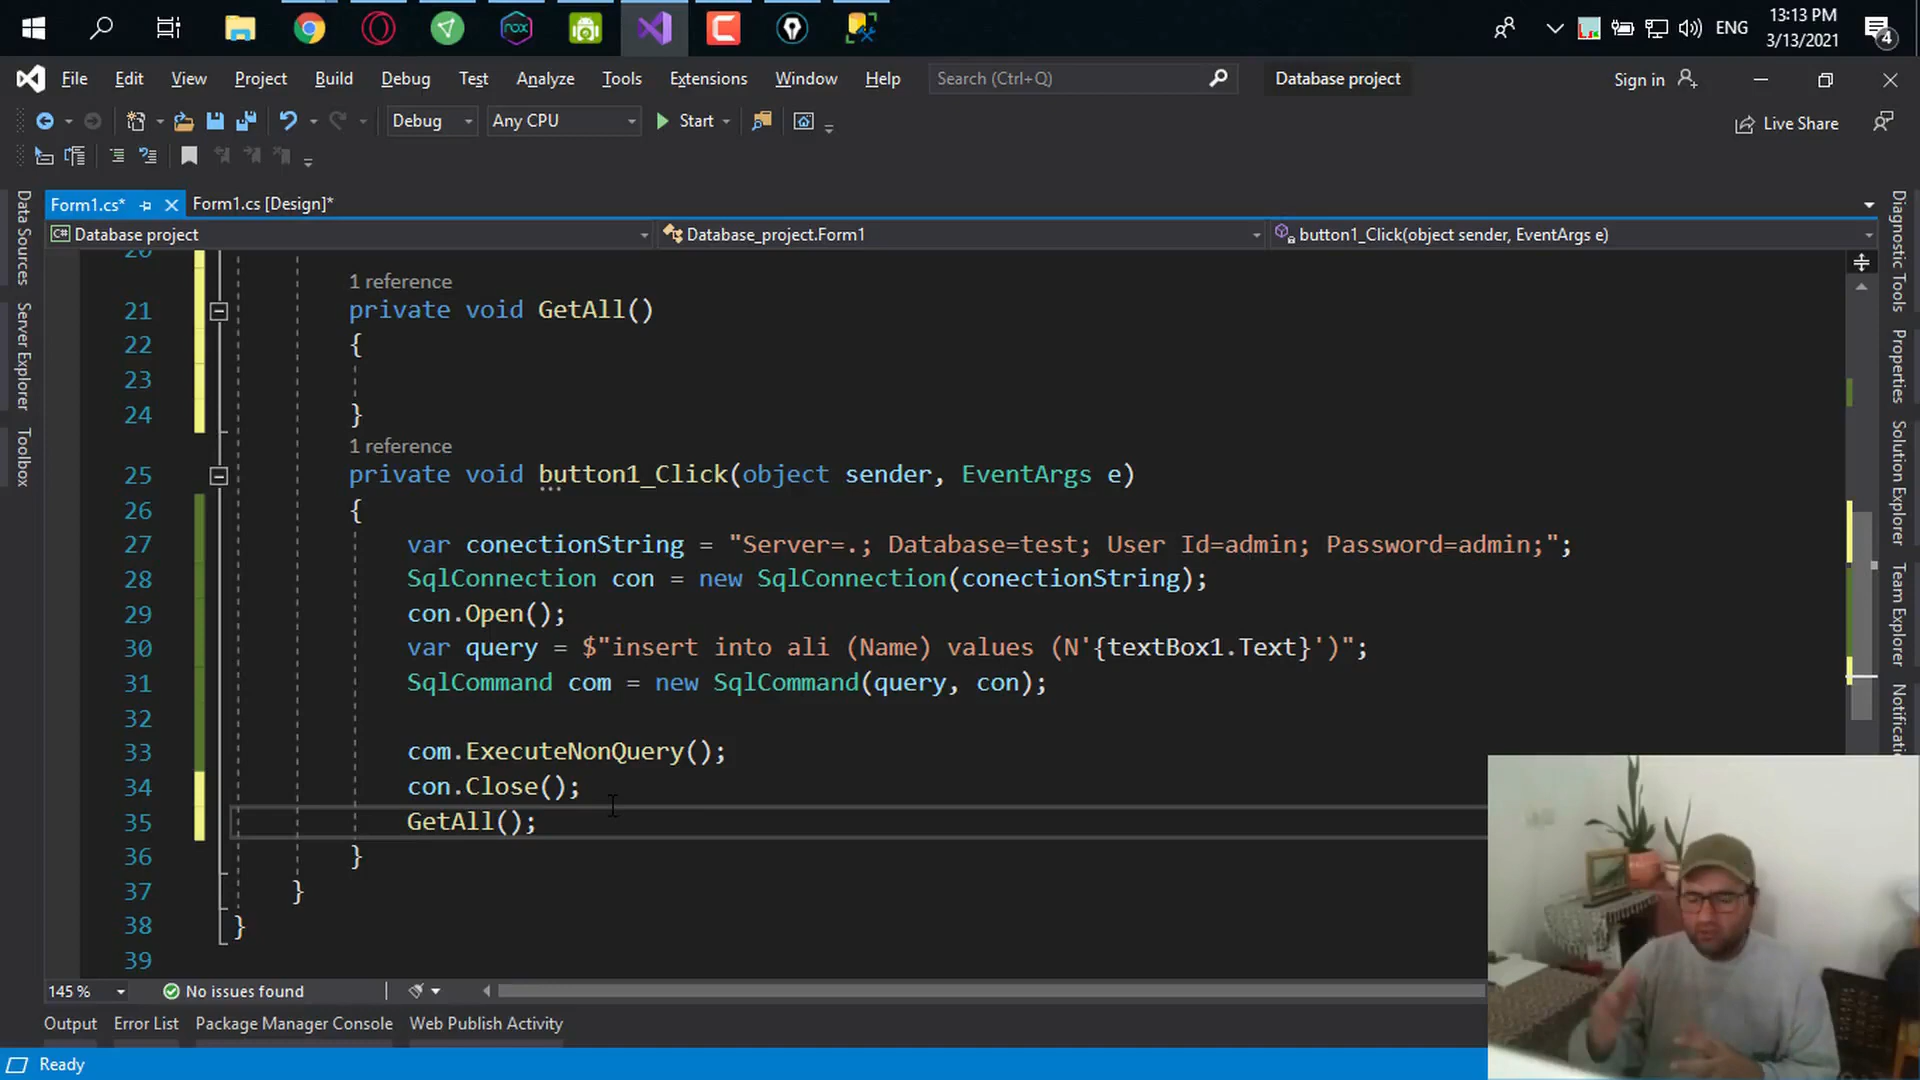 nox
ENG
13:13 PM
3/13/2021
4
File Edit View Project Build Debug Test Analyze Tools Extensions Window Help
Search (Ctrl+Q)
Database project
Sign in
Debug
Any CPU
Start
Live Share
Form1.cs*
Form1.cs [Design]*
C# Database project
Database_project.Form1
button1_Click(object sender, EventArgs e)
Data Sources
Server Explorer
Toolbox
1 reference
21 private void GetAll()
22 {
23
24 }
1 reference
25 private void button1_Click(object sender, EventArgs e)
26 {
27 var conectionString = "Server=.; Database=test; User Id=admin; Password=admin;";
28 SqlConnection con = new SqlConnection(conectionString);
29 con.Open();
30 var query = $"insert into ali (Name) values (N'{textBox1.Text}')";
31 SqlCommand com = new SqlCommand(query, con);
32
33 com.ExecuteNonQuery();
34 con.Close();
35 GetAll();
36 }
37 }
38 }
39
Diagnostic Tools
Properties
Solution Explorer
Team Explorer
145 %
No issues found
Output Error List Package Manager Console Web Publish Activity
Ready